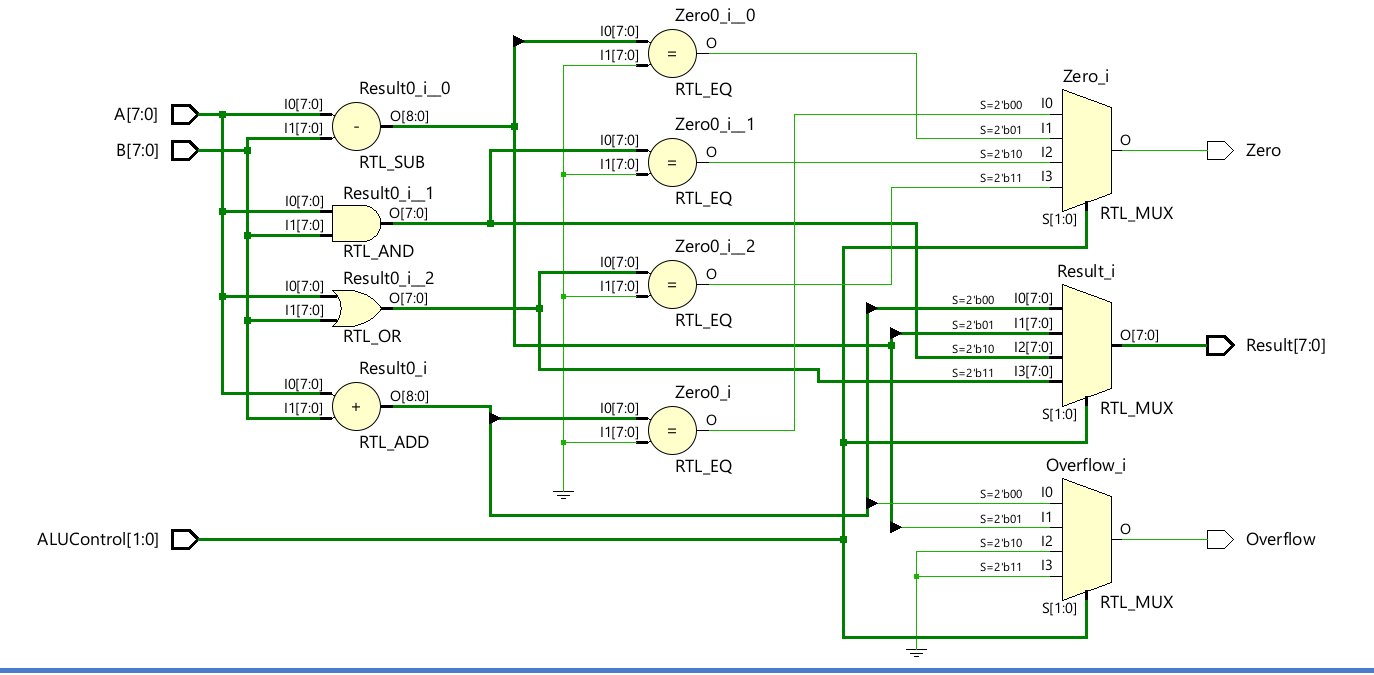 Zero0_i__0
I0[7:0]
I1[7:0]
=
O
RTL_EQ
Result0_i__0
A[7:0]
B[7:0]
I0[7:0]
I1[7:0]
-
O[8:0]
RTL_SUB
Zero0_i__1
I0[7:0]
I1[7:0]
=
O
RTL_EQ
Zero_i
S=2'b00 I0
S=2'b01 I1
S=2'b10 I2
S=2'b11 I3
S[1:0]
O
RTL_MUX
Zero
Result0_i__1
I0[7:0]
I1[7:0]
O[7:0]
RTL_AND
Zero0_i__2
I0[7:0]
I1[7:0]
=
O
RTL_EQ
Result0_i__2
I0[7:0]
I1[7:0]
O[7:0]
RTL_OR
Result_i
S=2'b00 I0[7:0]
S=2'b01 I1[7:0]
S=2'b10 I2[7:0]
S=2'b11 I3[7:0]
S[1:0]
O[7:0]
RTL_MUX
Result[7:0]
Result0_i
I0[7:0]
I1[7:0]
+
O[8:0]
RTL_ADD
Zero0_i
I0[7:0]
I1[7:0]
=
O
RTL_EQ
Overflow_i
S=2'b00 I0
S=2'b01 I1
S=2'b10 I2
S=2'b11 I3
S[1:0]
O
RTL_MUX
Overflow
ALUControl[1:0]